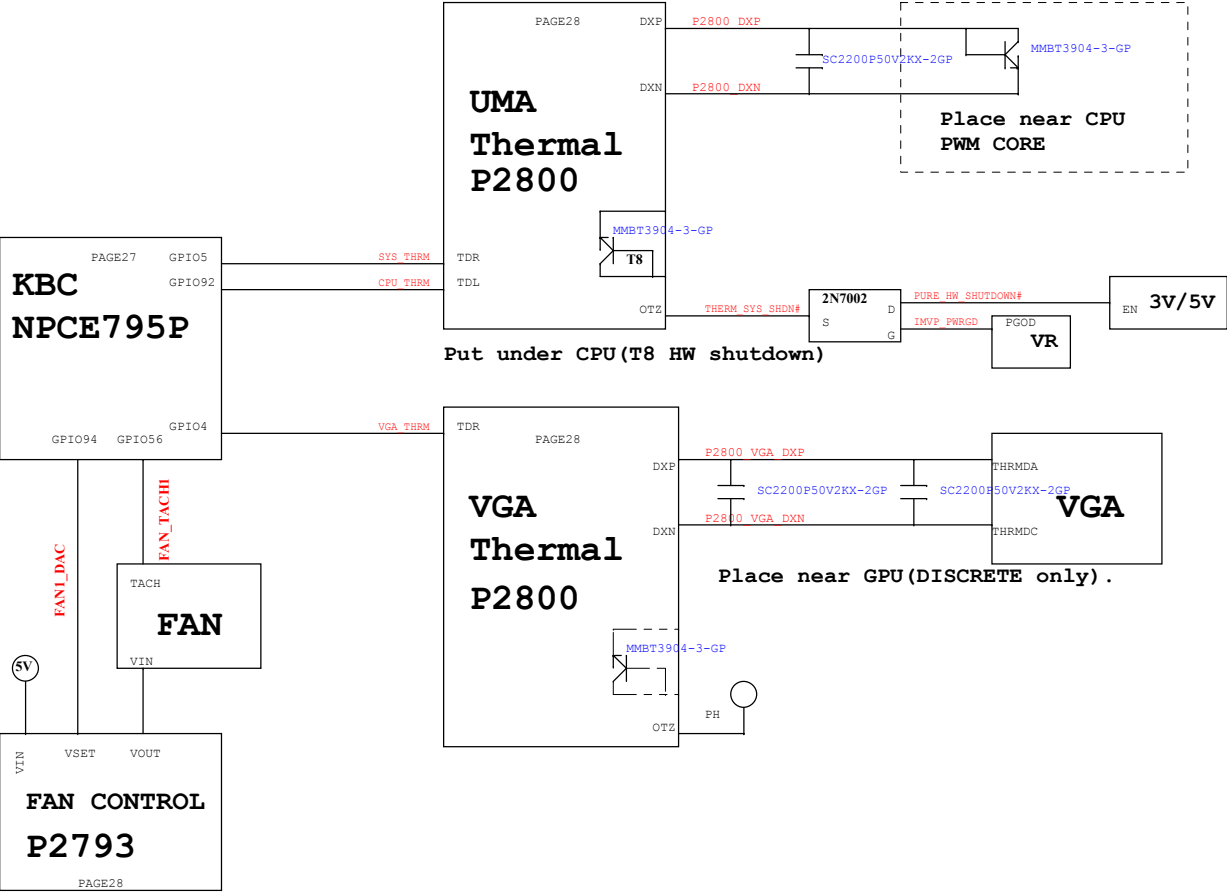 PAGE28
DXP
P2800_DXP
SC2200P50V2KX-2GP
MMBT3904-3-GP
DXN
P2800_DXN
UMA
Thermal
P2800
Place near CPU
PWM CORE
MMBT3904-3-GP
T8
PAGE27
GPIO5
SYS_THRM
TDR
KBC
NPCE795P
GPIO92
CPU_THRM
TDL
OTZ
THERM_SYS_SHDN#
2N7002
S
D
G
PURE_HW_SHUTDOWN#
IMVP_PWRGD
EN
3V/5V
PGOD
VR
Put under CPU(T8 HW shutdown)
GPIO94
GPIO56
GPIO4
VGA_THRM
TDR
PAGE28
DXP
P2800_VGA_DXP
SC2200P50V2KX-2GP
SC2200P50V2KX-2GP
THRMDA
VGA
THRMDC
DXN
P2800_VGA_DXN
VGA
Thermal
P2800
Place near GPU(DISCRETE only).
MMBT3904-3-GP
OTZ
PH
FAN1_DAC
FAN_TACH1
TACH
FAN
VIN
5V
VIN
VSET
VOUT
FAN CONTROL
P2793
PAGE28